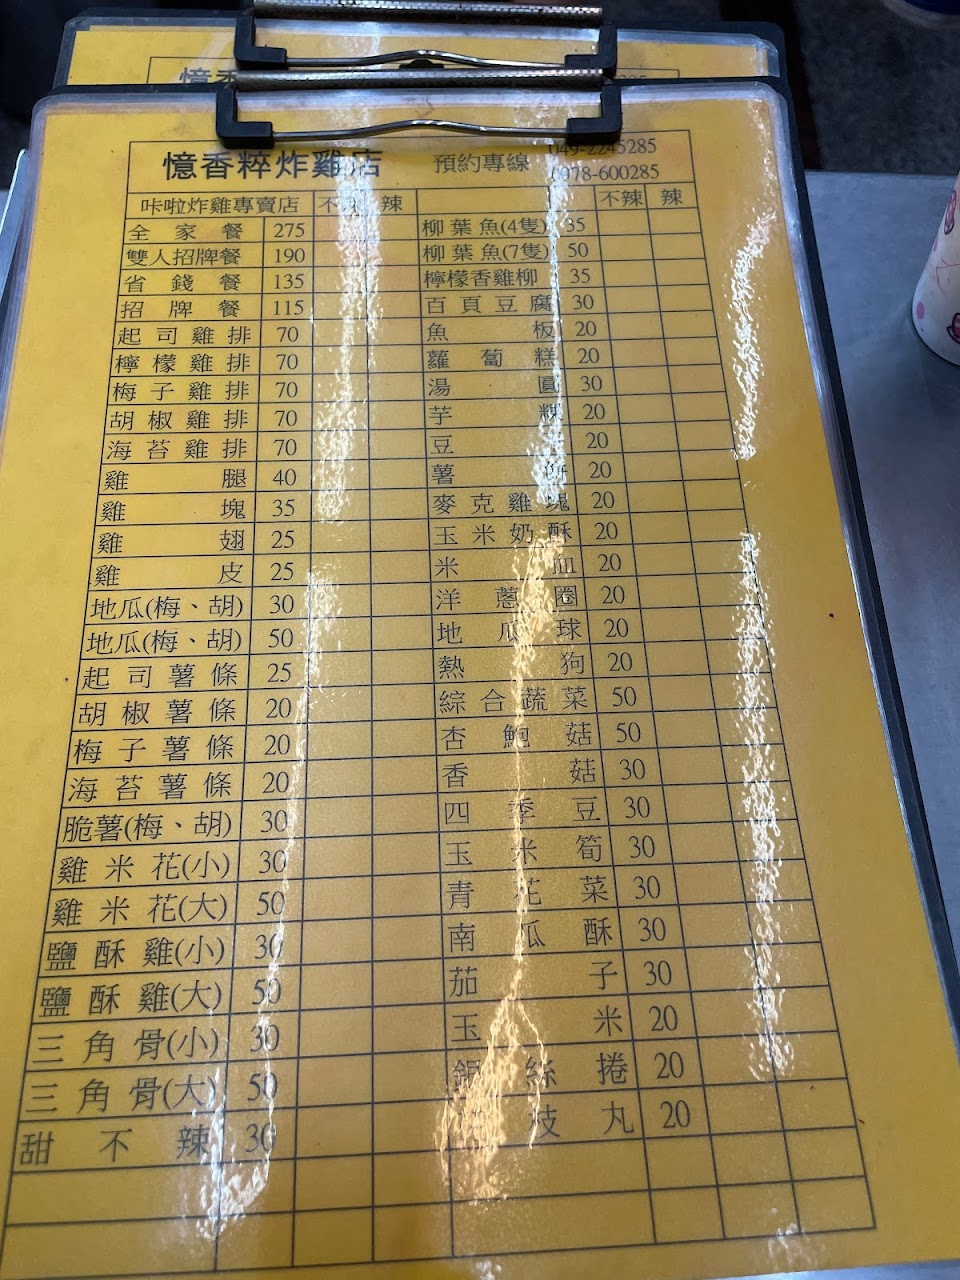 憶香
憶香粹炸雞店 預約專線 049-2245285
0978-600285
咔啦炸雞專賣店 不辣 辣 不辣 辣
全家餐 275 柳葉魚(4隻) 35
雙人招牌餐 190 柳葉魚(7隻) 50
省錢餐 135 檸檬香雞柳 35
招牌餐 115 百頁豆腐 30
起司雞排 70 魚板 20
檸檬雞排 70 蘿蔔糕 20
梅子雞排 70 湯圓 30
胡椒雞排 70 芋粿 20
海苔雞排 70 豆 20
雞腿 40 薯餅 20
雞塊 35 麥克雞塊 20
雞翅 25 玉米奶酥 20
雞皮 25 米血 20
地瓜(梅、胡) 30 洋蔥圈 20
地瓜(梅、胡) 50 地瓜球 20
起司薯條 25 熱狗 20
胡椒薯條 20 綜合蔬菜 50
梅子薯條 20 杏鮑菇 50
海苔薯條 20 香菇 30
脆薯(梅、胡) 30 四季豆 30
雞米花(小) 30 玉米筍 30
雞米花(大) 50 青花菜 30
鹽酥雞(小) 30 南瓜酥 30
鹽酥雞(大) 50 茄子 30
三角骨(小) 30 玉米 20
三角骨(大) 50 銀絲捲 20
甜不辣 30 枝丸 20